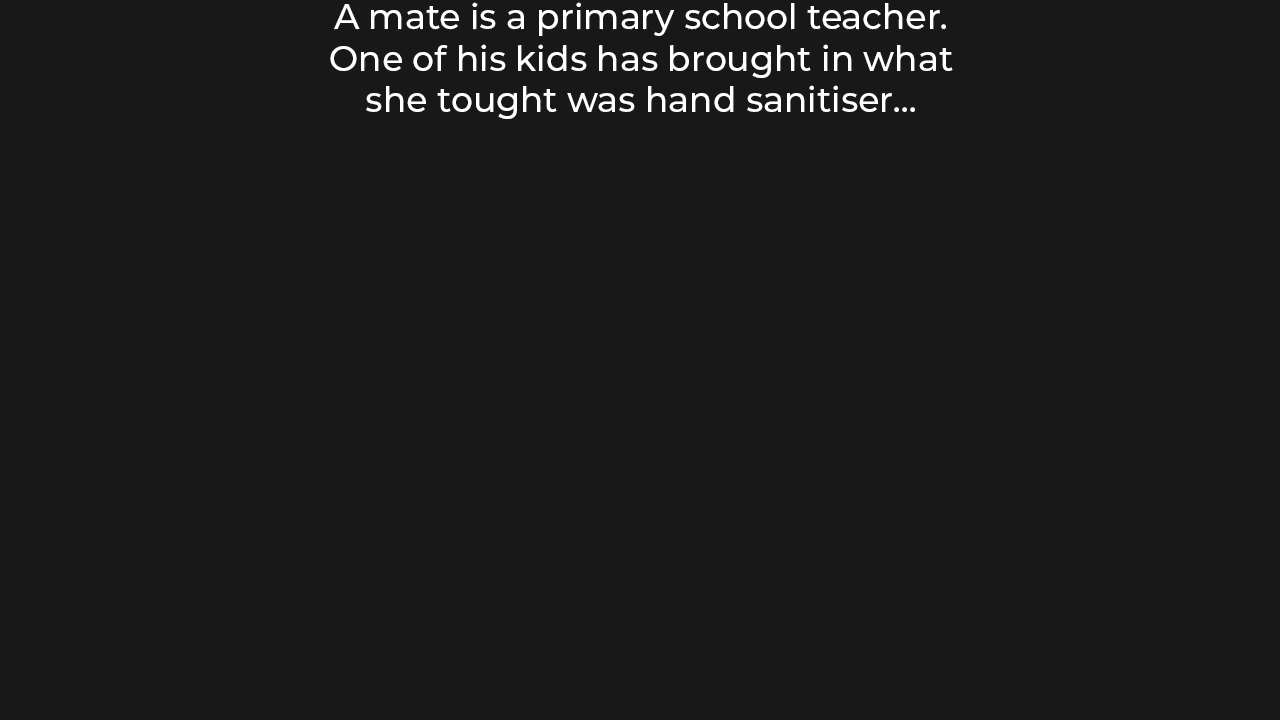 A mate is a primary school teacher.
One of his kids has brought in what
she tought was hand sanitiser...